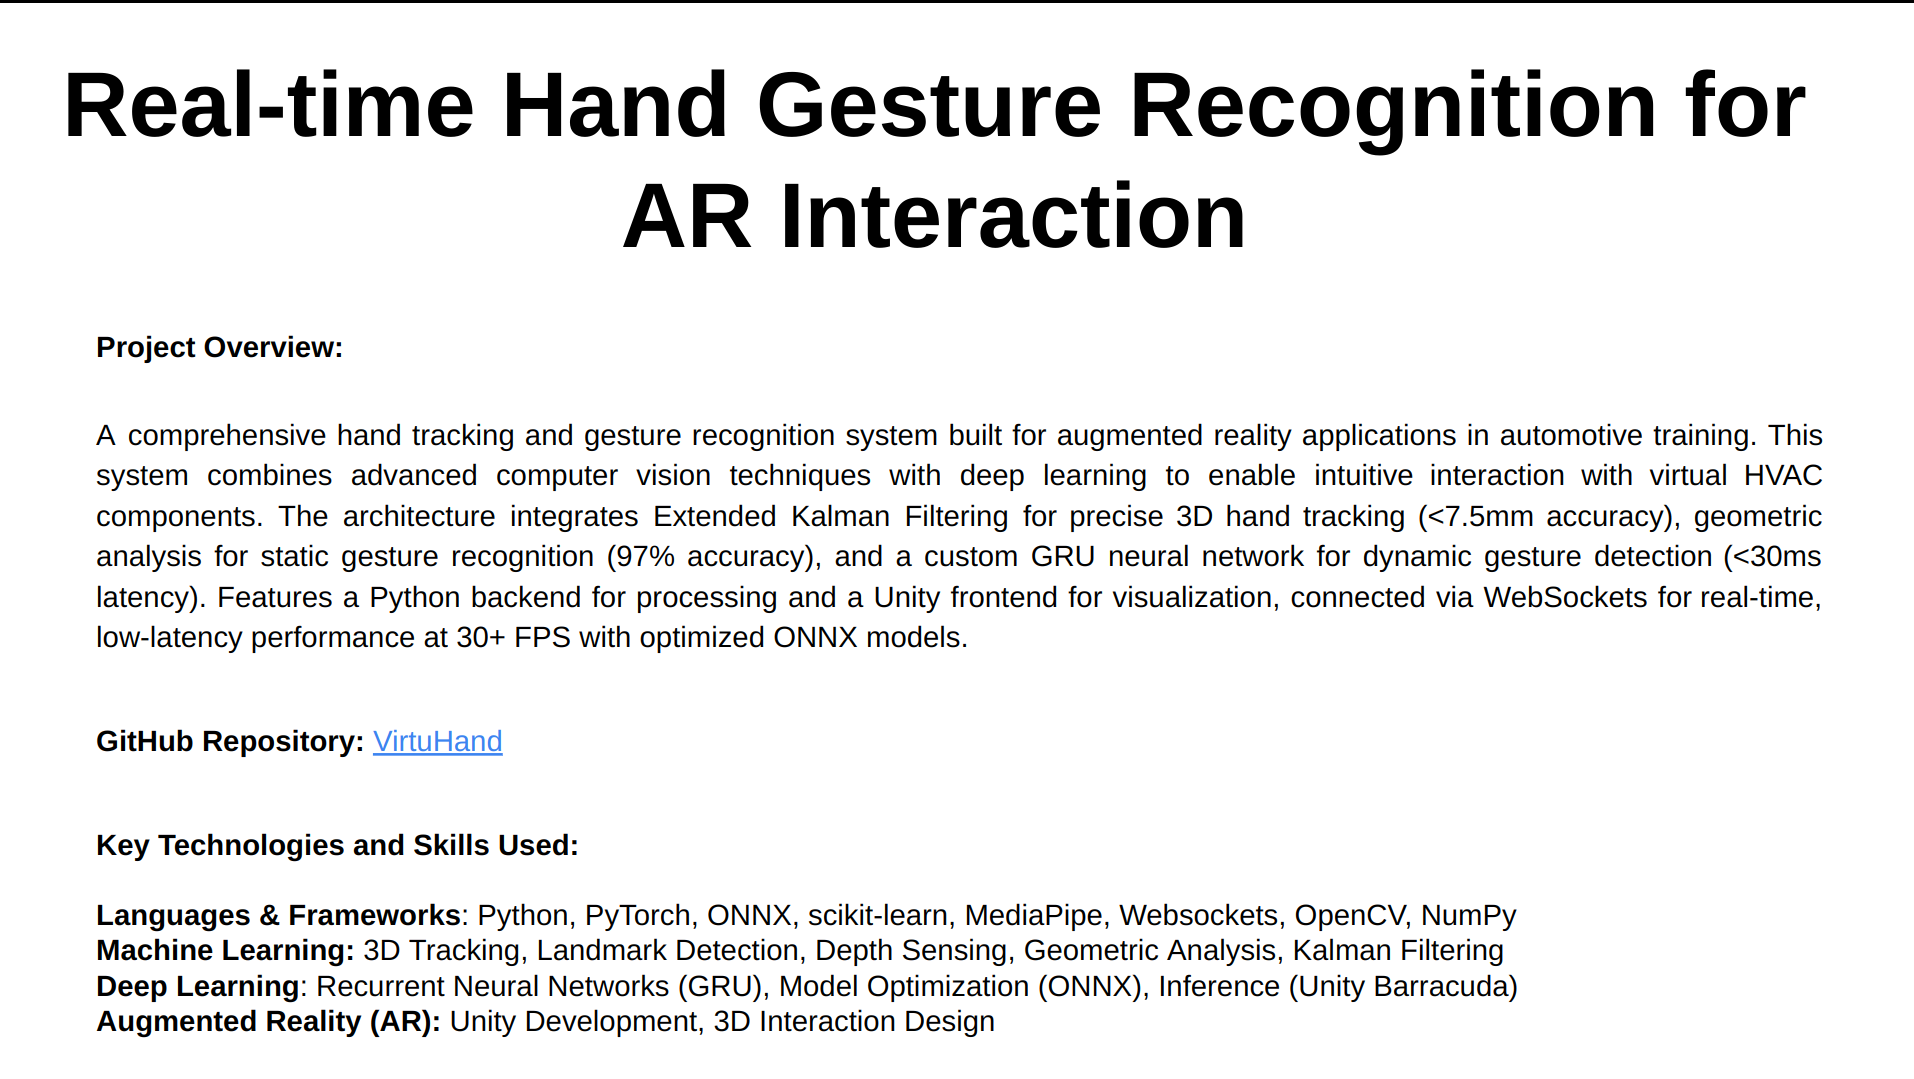 Real-time Hand Gesture Recognition for
AR Interaction
Project Overview:
A comprehensive hand tracking and gesture recognition system built for augmented reality applications in automotive training. This
system combines advanced computer vision techniques with deep learning to enable intuitive interaction with virtual HVAC
components. The architecture integrates Extended Kalman Filtering for precise 3D hand tracking (<7.5mm accuracy), geometric
analysis for static gesture recognition (97% accuracy), and a custom GRU neural network for dynamic gesture detection (<30ms
latency). Features a Python backend for processing and a Unity frontend for visualization, connected via WebSockets for real-time,
low-latency performance at 30+ FPS with optimized ONNX models.
GitHub Repository: VirtuHand
Key Technologies and Skills Used:
Languages & Frameworks: Python, PyTorch, ONNX, scikit-learn, MediaPipe, Websockets, OpenCV, NumPy
Machine Learning: 3D Tracking, Landmark Detection, Depth Sensing, Geometric Analysis, Kalman Filtering
Deep Learning: Recurrent Neural Networks (GRU), Model Optimization (ONNX), Inference (Unity Barracuda)
Augmented Reality (AR): Unity Development, 3D Interaction Design